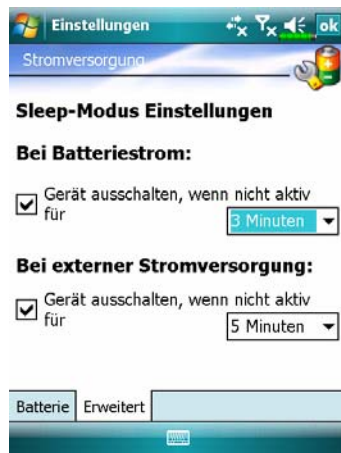 Einstellungen ok
Stromversorgung
Sleep-Modus Einstellungen
Bei Batteriestrom:
Gerät ausschalten, wenn nicht aktiv
für 3 Minuten
Bei externer Stromversorgung:
Gerät ausschalten, wenn nicht aktiv
für 5 Minuten
Batterie Erweitert